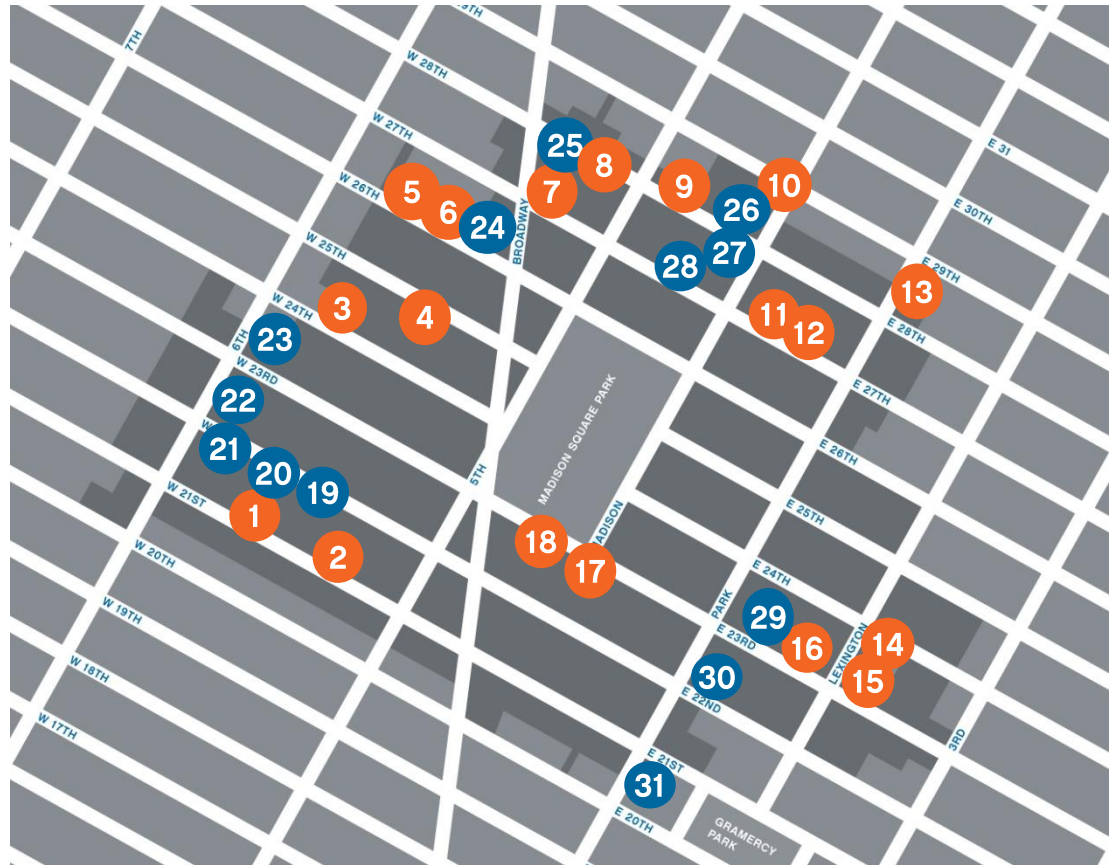 9TH
7TH
W 28TH
W 27TH
W 26TH
W 25TH
W 24TH
6TH
W 23RD
W 21ST
W 20TH
W 19TH
W 18TH
W 17TH
BROADWAY
5TH
MADISON SQUARE PARK
ADISON
PARK
LEXINGTON
3RD
E 31
E 30TH
E 29TH
E 28TH
E 27TH
E 26TH
E 25TH
E 24TH
E 23RD
E 22ND
E 21ST
E 20TH
GRAMERCY
PARK
1
2
3
4
5
6
7
8
9
10
11
12
13
14
15
16
17
18
19
20
21
22
23
24
25
26
27
28
29
30
31